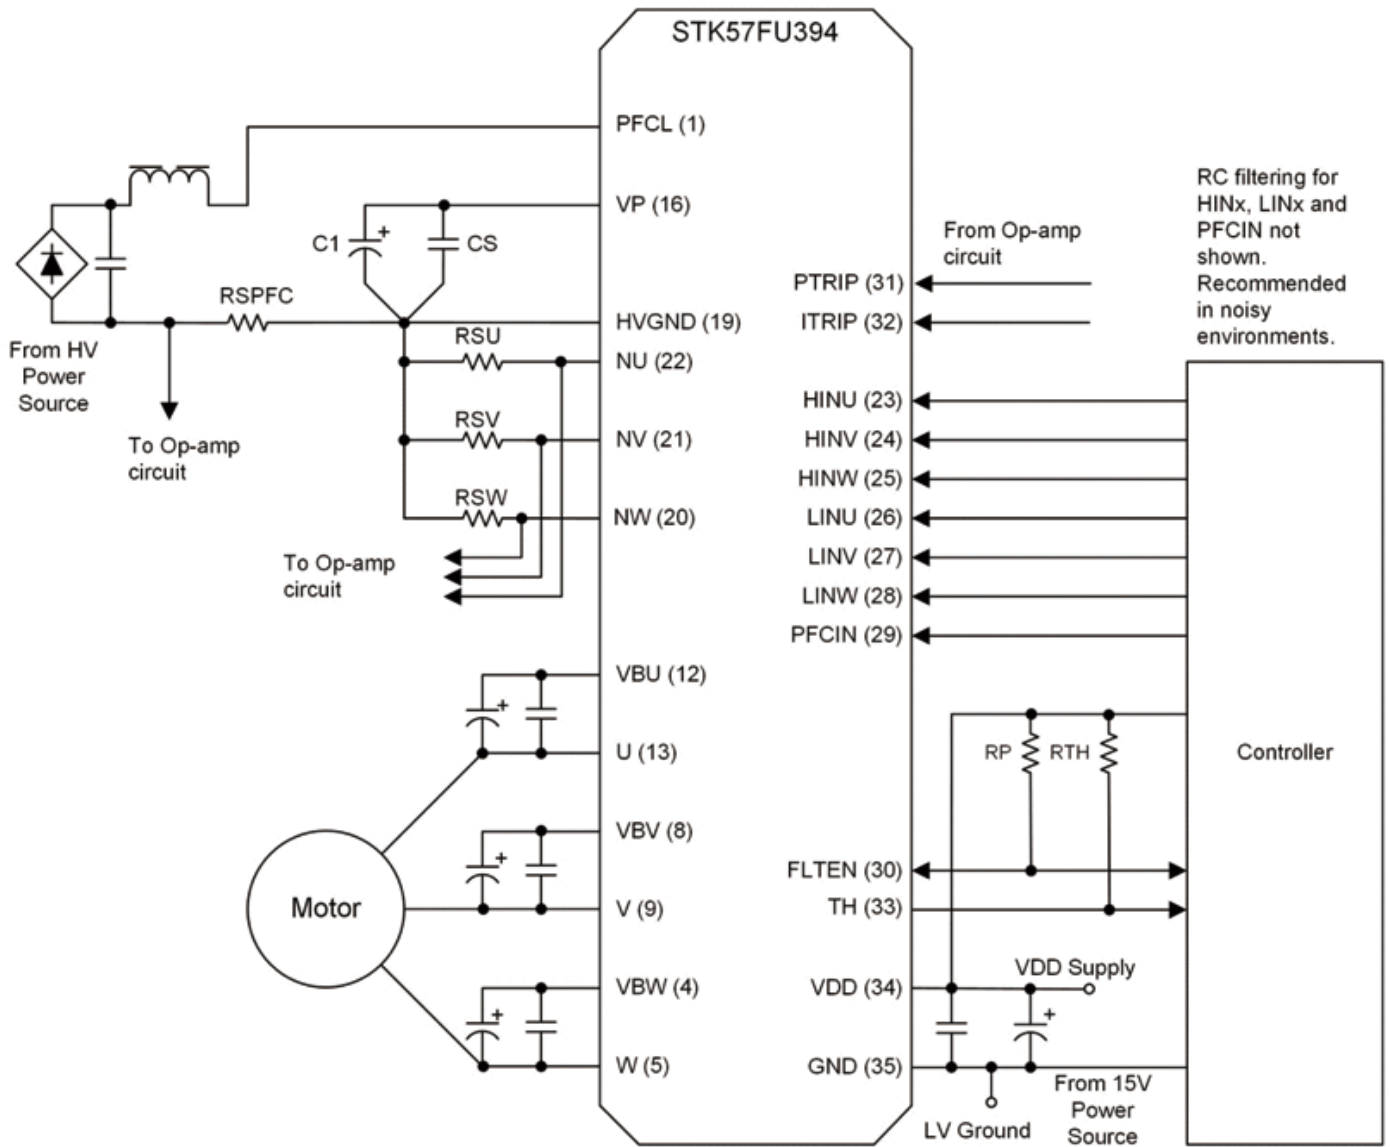 STK57FU394
PFCL (1)
VP (16)
C1
+
CS
RSPFC
HVGND (19)
From HV
Power
Source
To Op-amp
circuit
RSU
NU (22)
RSV
NV (21)
RSW
NW (20)
To Op-amp
circuit
VBU (12)
+
U (13)
VBV (8)
+
V (9)
VBW (4)
+
W (5)
Motor
From Op-amp
circuit
PTRIP (31)
ITRIP (32)
RC filtering for
HINx, LINx and
PFCIN not
shown.
Recommended
in noisy
environments.
HINU (23)
HINV (24)
HINW (25)
LINU (26)
LINV (27)
LINW (28)
PFCIN (29)
RP
RTH
Controller
FLTEN (30)
TH (33)
VDD Supply
VDD (34)
+
GND (35)
LV Ground
From 15V
Power
Source